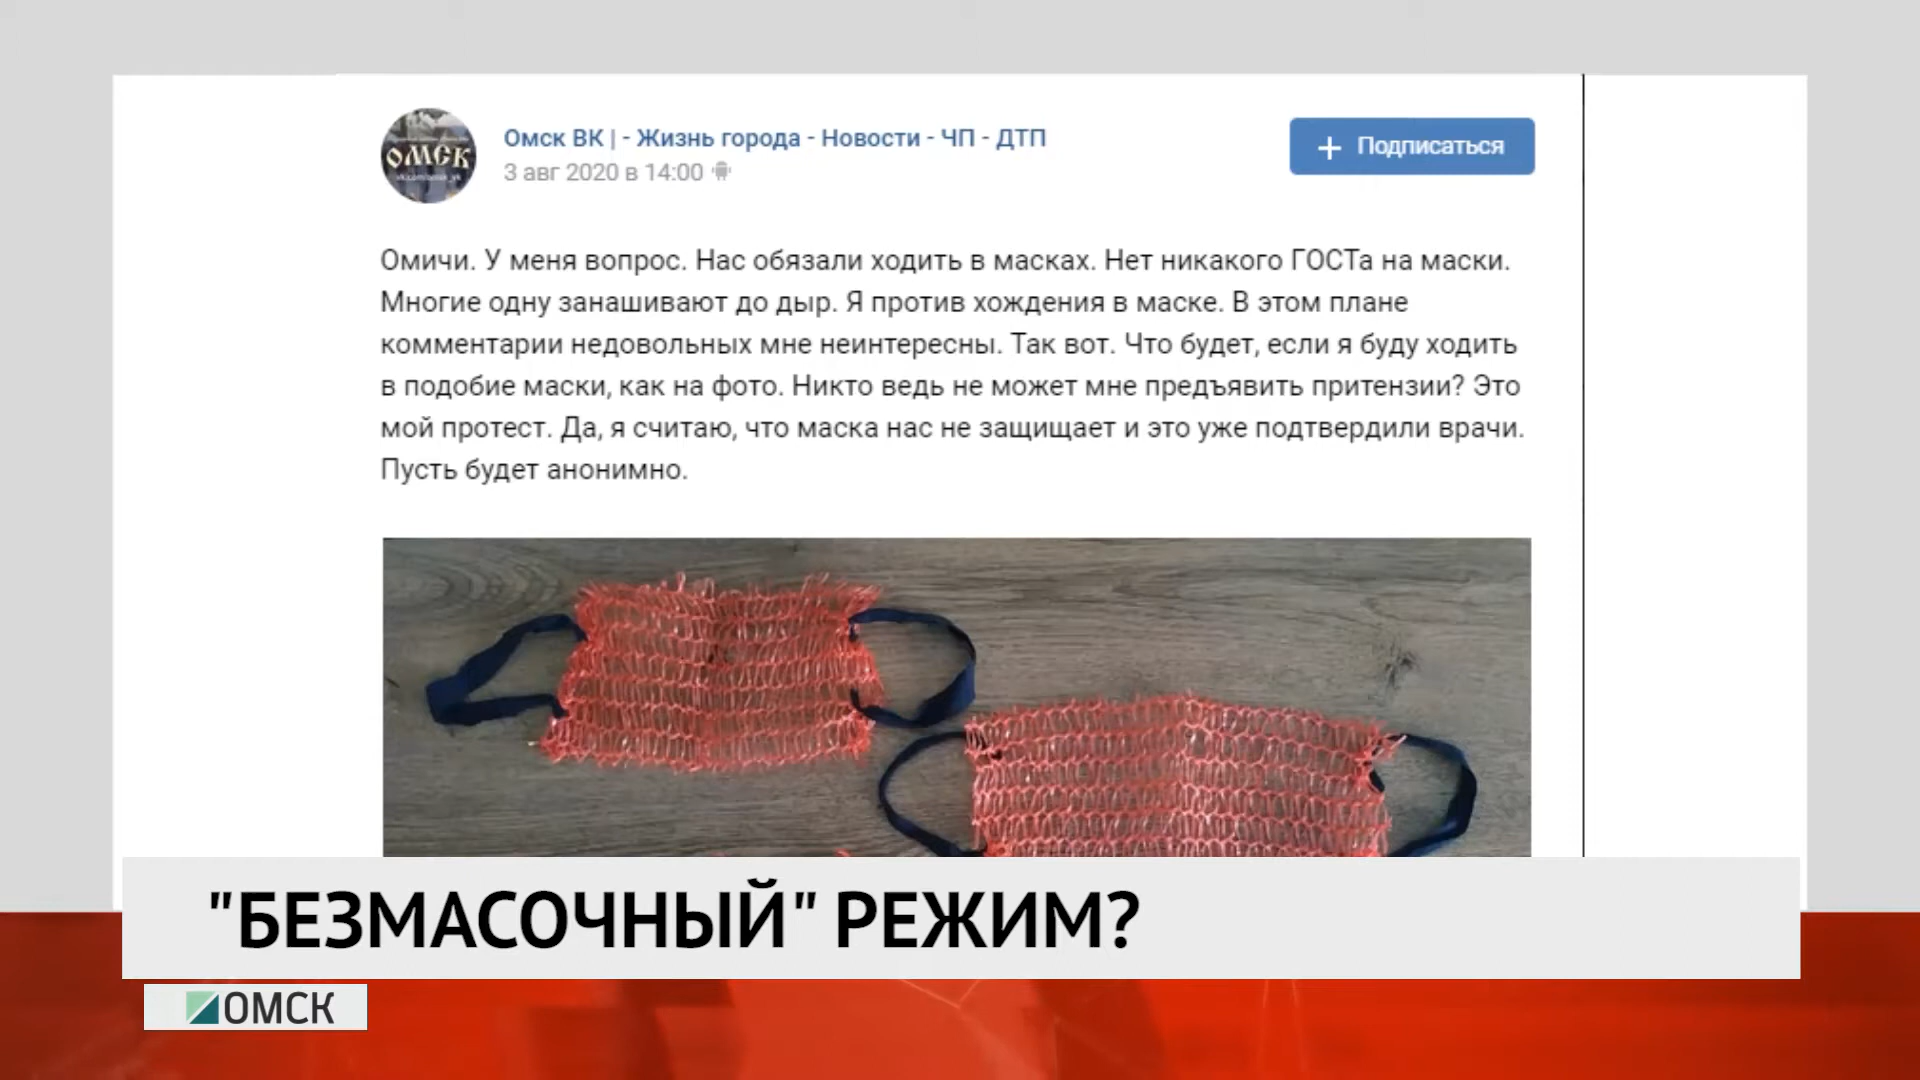 ОМСК
Омск ВК | - Жизнь города - Новости - ЧП - ДТП
3 авг 2020 в 14:00
+ Подписаться
Омичи. У меня вопрос. Нас обязали ходить в масках. Нет никакого ГОСТа на маски.
Многие одну занашивают до дыр. Я против хождения в маске. В этом плане
комментарии недовольных мне неинтересны. Так вот. Что будет, если я буду ходить
в подобие маски, как на фото. Никто ведь не может мне предъявить притензии? Это
мой протест. Да, я считаю, что маска нас не защищает и это уже подтвердили врачи.
Пусть будет анонимно.
"БЕЗМАСОЧНЫЙ" РЕЖИМ?
ОМСК